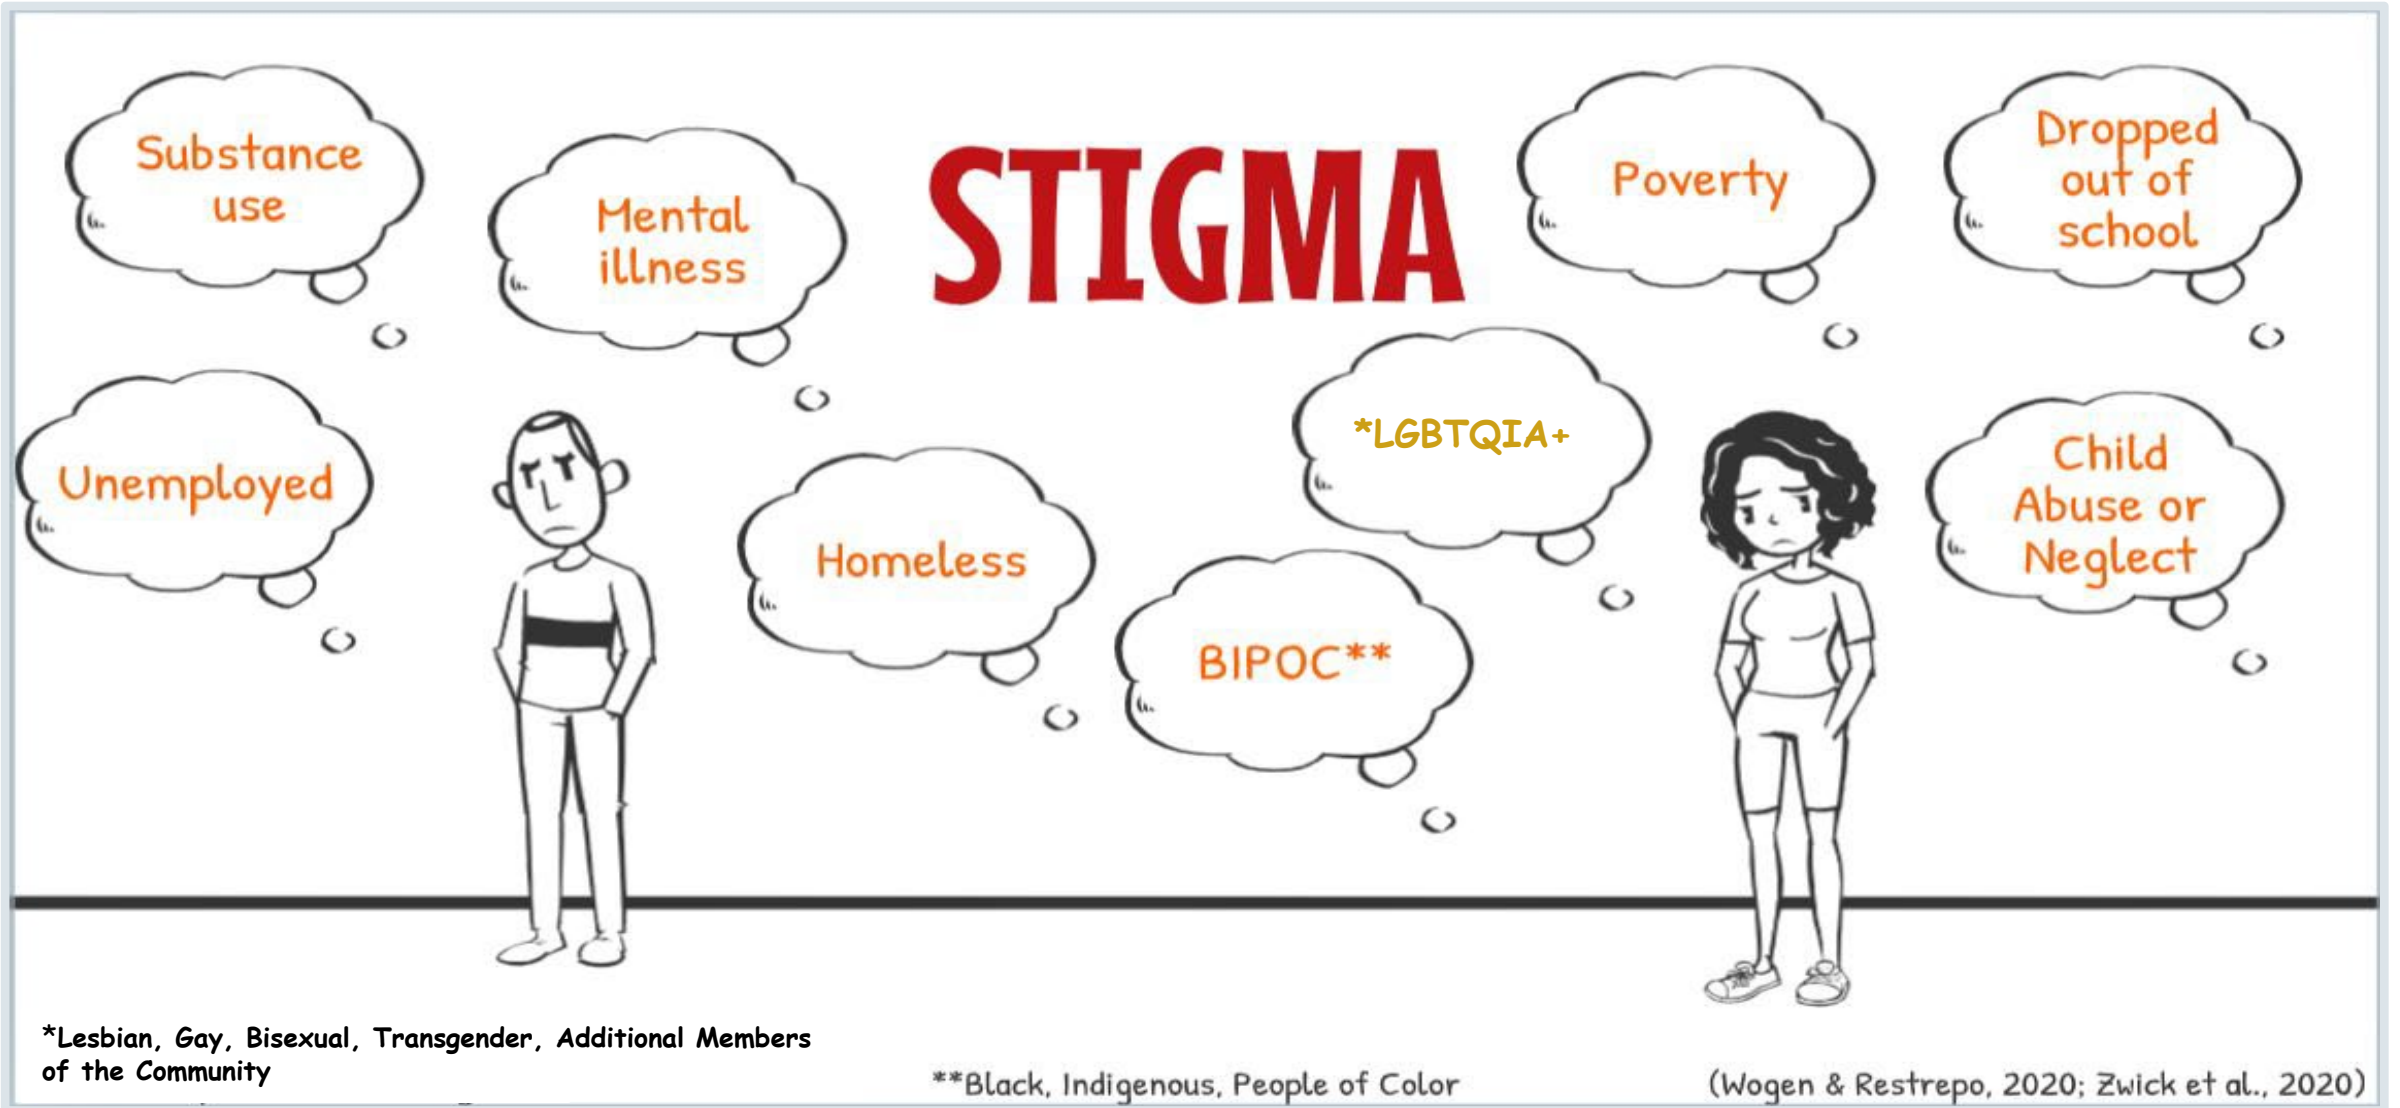 Substance
use
Mental
illness
STIGMA
Poverty
Dropped
out of
school
Unemployed
Homeless
*LGBTQIA+
BIPOC**
Child
Abuse or
Neglect
*Lesbian, Gay, Bisexual, Transgender, Additional Members
of the Community
**Black, Indigenous, People of Color
(Wogen & Restrepo, 2020; Zwick et al., 2020)